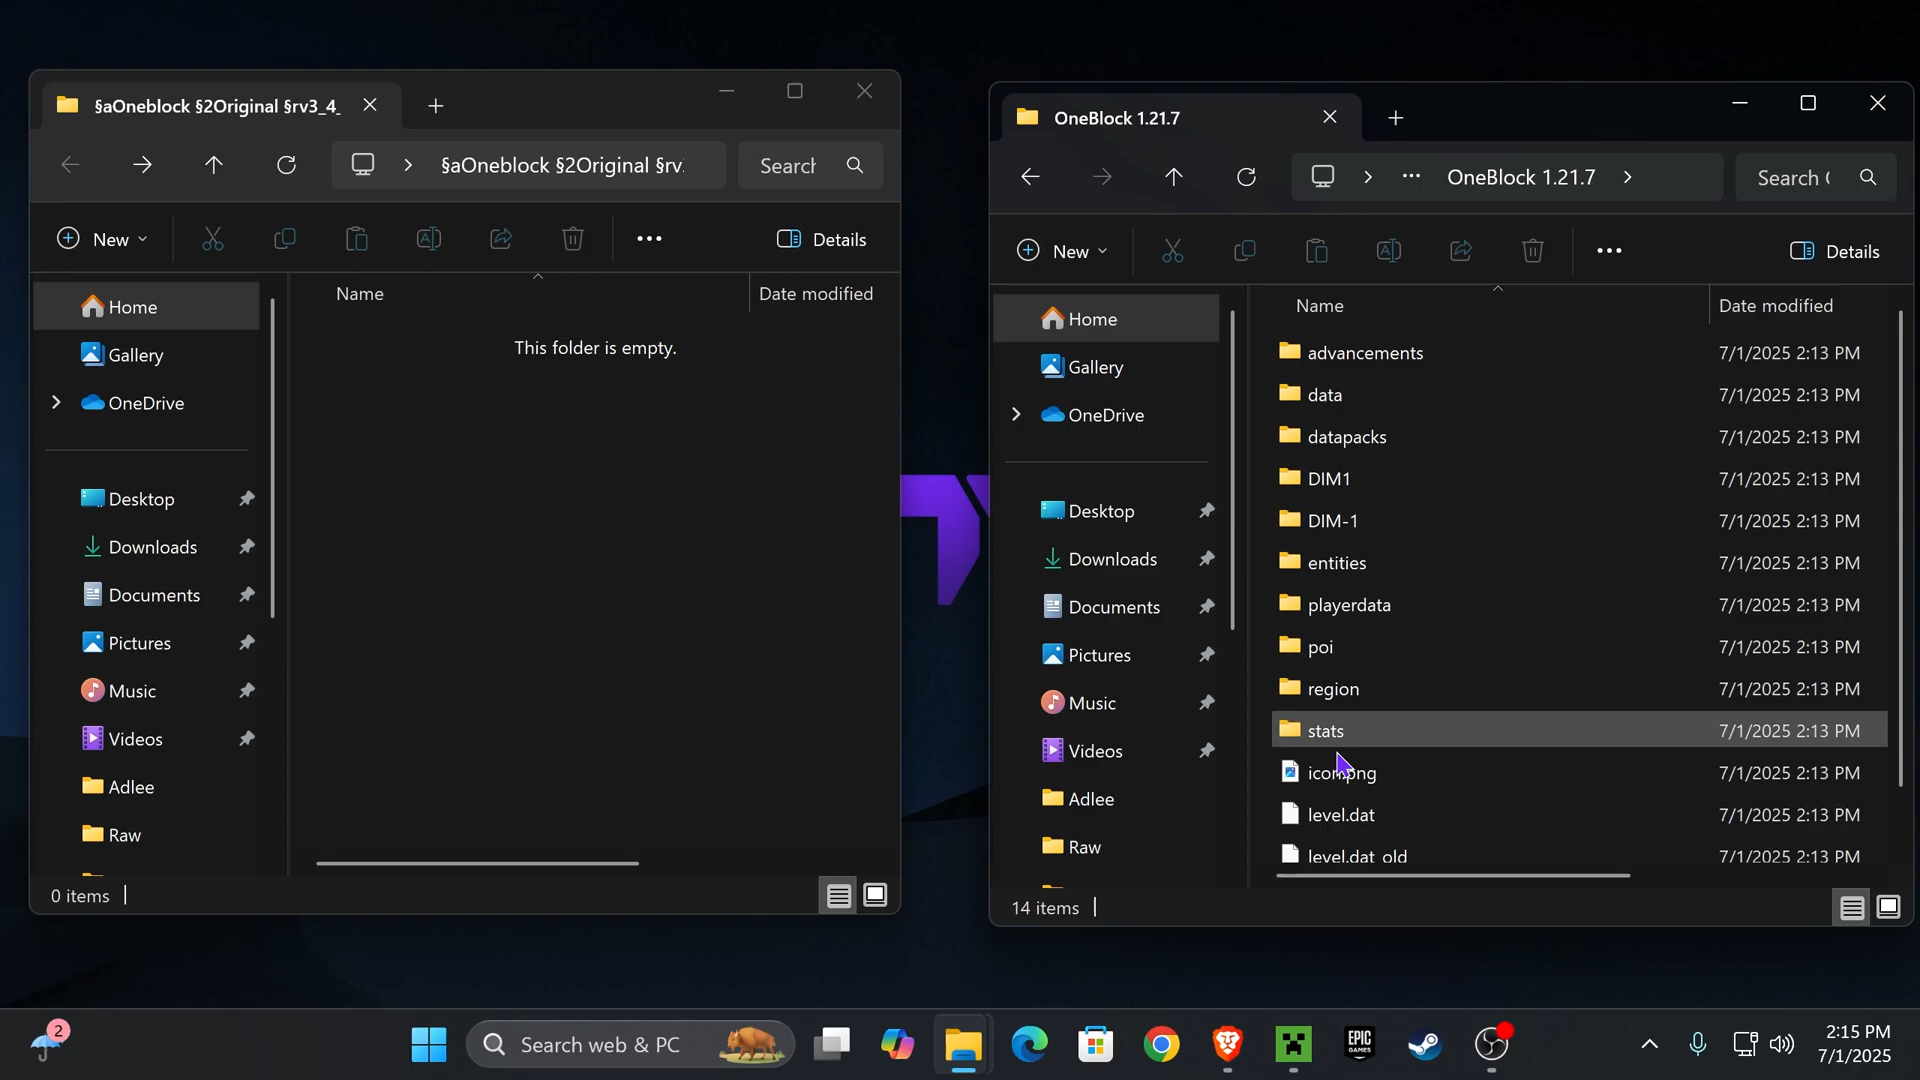 §aOneblock §2Original §rv3_4_
§aOneblock §2Original §rv.
Search
New
Details
Name
Date modified
This folder is empty.
Home
Gallery
OneDrive
Desktop
Downloads
Documents
Pictures
Music
Videos
Adlee
Raw
0 items
OneBlock 1.21.7
OneBlock 1.21.7
Search
New
Details
Home
Gallery
OneDrive
Desktop
Downloads
Documents
Pictures
Music
Videos
Adlee
Raw
Name Date modified
advancements 7/1/2025 2:13 PM
data 7/1/2025 2:13 PM
datapacks 7/1/2025 2:13 PM
DIM1 7/1/2025 2:13 PM
DIM-1 7/1/2025 2:13 PM
entities 7/1/2025 2:13 PM
playerdata 7/1/2025 2:13 PM
poi 7/1/2025 2:13 PM
region 7/1/2025 2:13 PM
stats 7/1/2025 2:13 PM
icon.png 7/1/2025 2:13 PM
level.dat 7/1/2025 2:13 PM
level.dat_old 7/1/2025 2:13 PM
14 items
2
Search web & PC
EPIC
GAMES
2:15 PM
7/1/2025